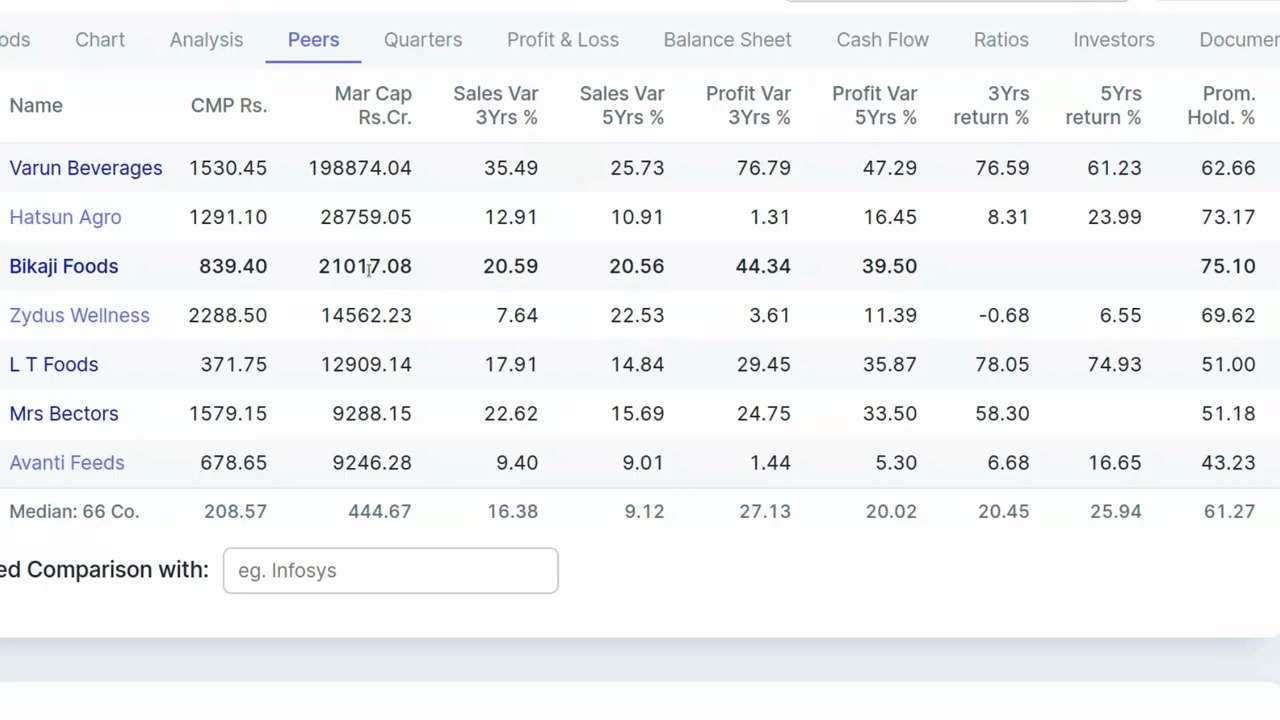 ods Chart Analysis Peers Quarters Profit & Loss Balance Sheet Cash Flow Ratios Investors Documen
Name CMP Rs. Mar Cap Rs.Cr. Sales Var 3Yrs % Sales Var 5Yrs % Profit Var 3Yrs % Profit Var 5Yrs % 3Yrs return % 5Yrs return % Prom. Hold. %
Varun Beverages 1530.45 198874.04 35.49 25.73 76.79 47.29 76.59 61.23 62.66
Hatsun Agro 1291.10 28759.05 12.91 10.91 1.31 16.45 8.31 23.99 73.17
Bikaji Foods 839.40 21017.08 20.59 20.56 44.34 39.50 75.10
Zydus Wellness 2288.50 14562.23 7.64 22.53 3.61 11.39 -0.68 6.55 69.62
L T Foods 371.75 12909.14 17.91 14.84 29.45 35.87 78.05 74.93 51.00
Mrs Bectors 1579.15 9288.15 22.62 15.69 24.75 33.50 58.30 51.18
Avanti Feeds 678.65 9246.28 9.40 9.01 1.44 5.30 6.68 16.65 43.23
Median: 66 Co. 208.57 444.67 16.38 9.12 27.13 20.02 20.45 25.94 61.27
ed Comparison with: eg. Infosys